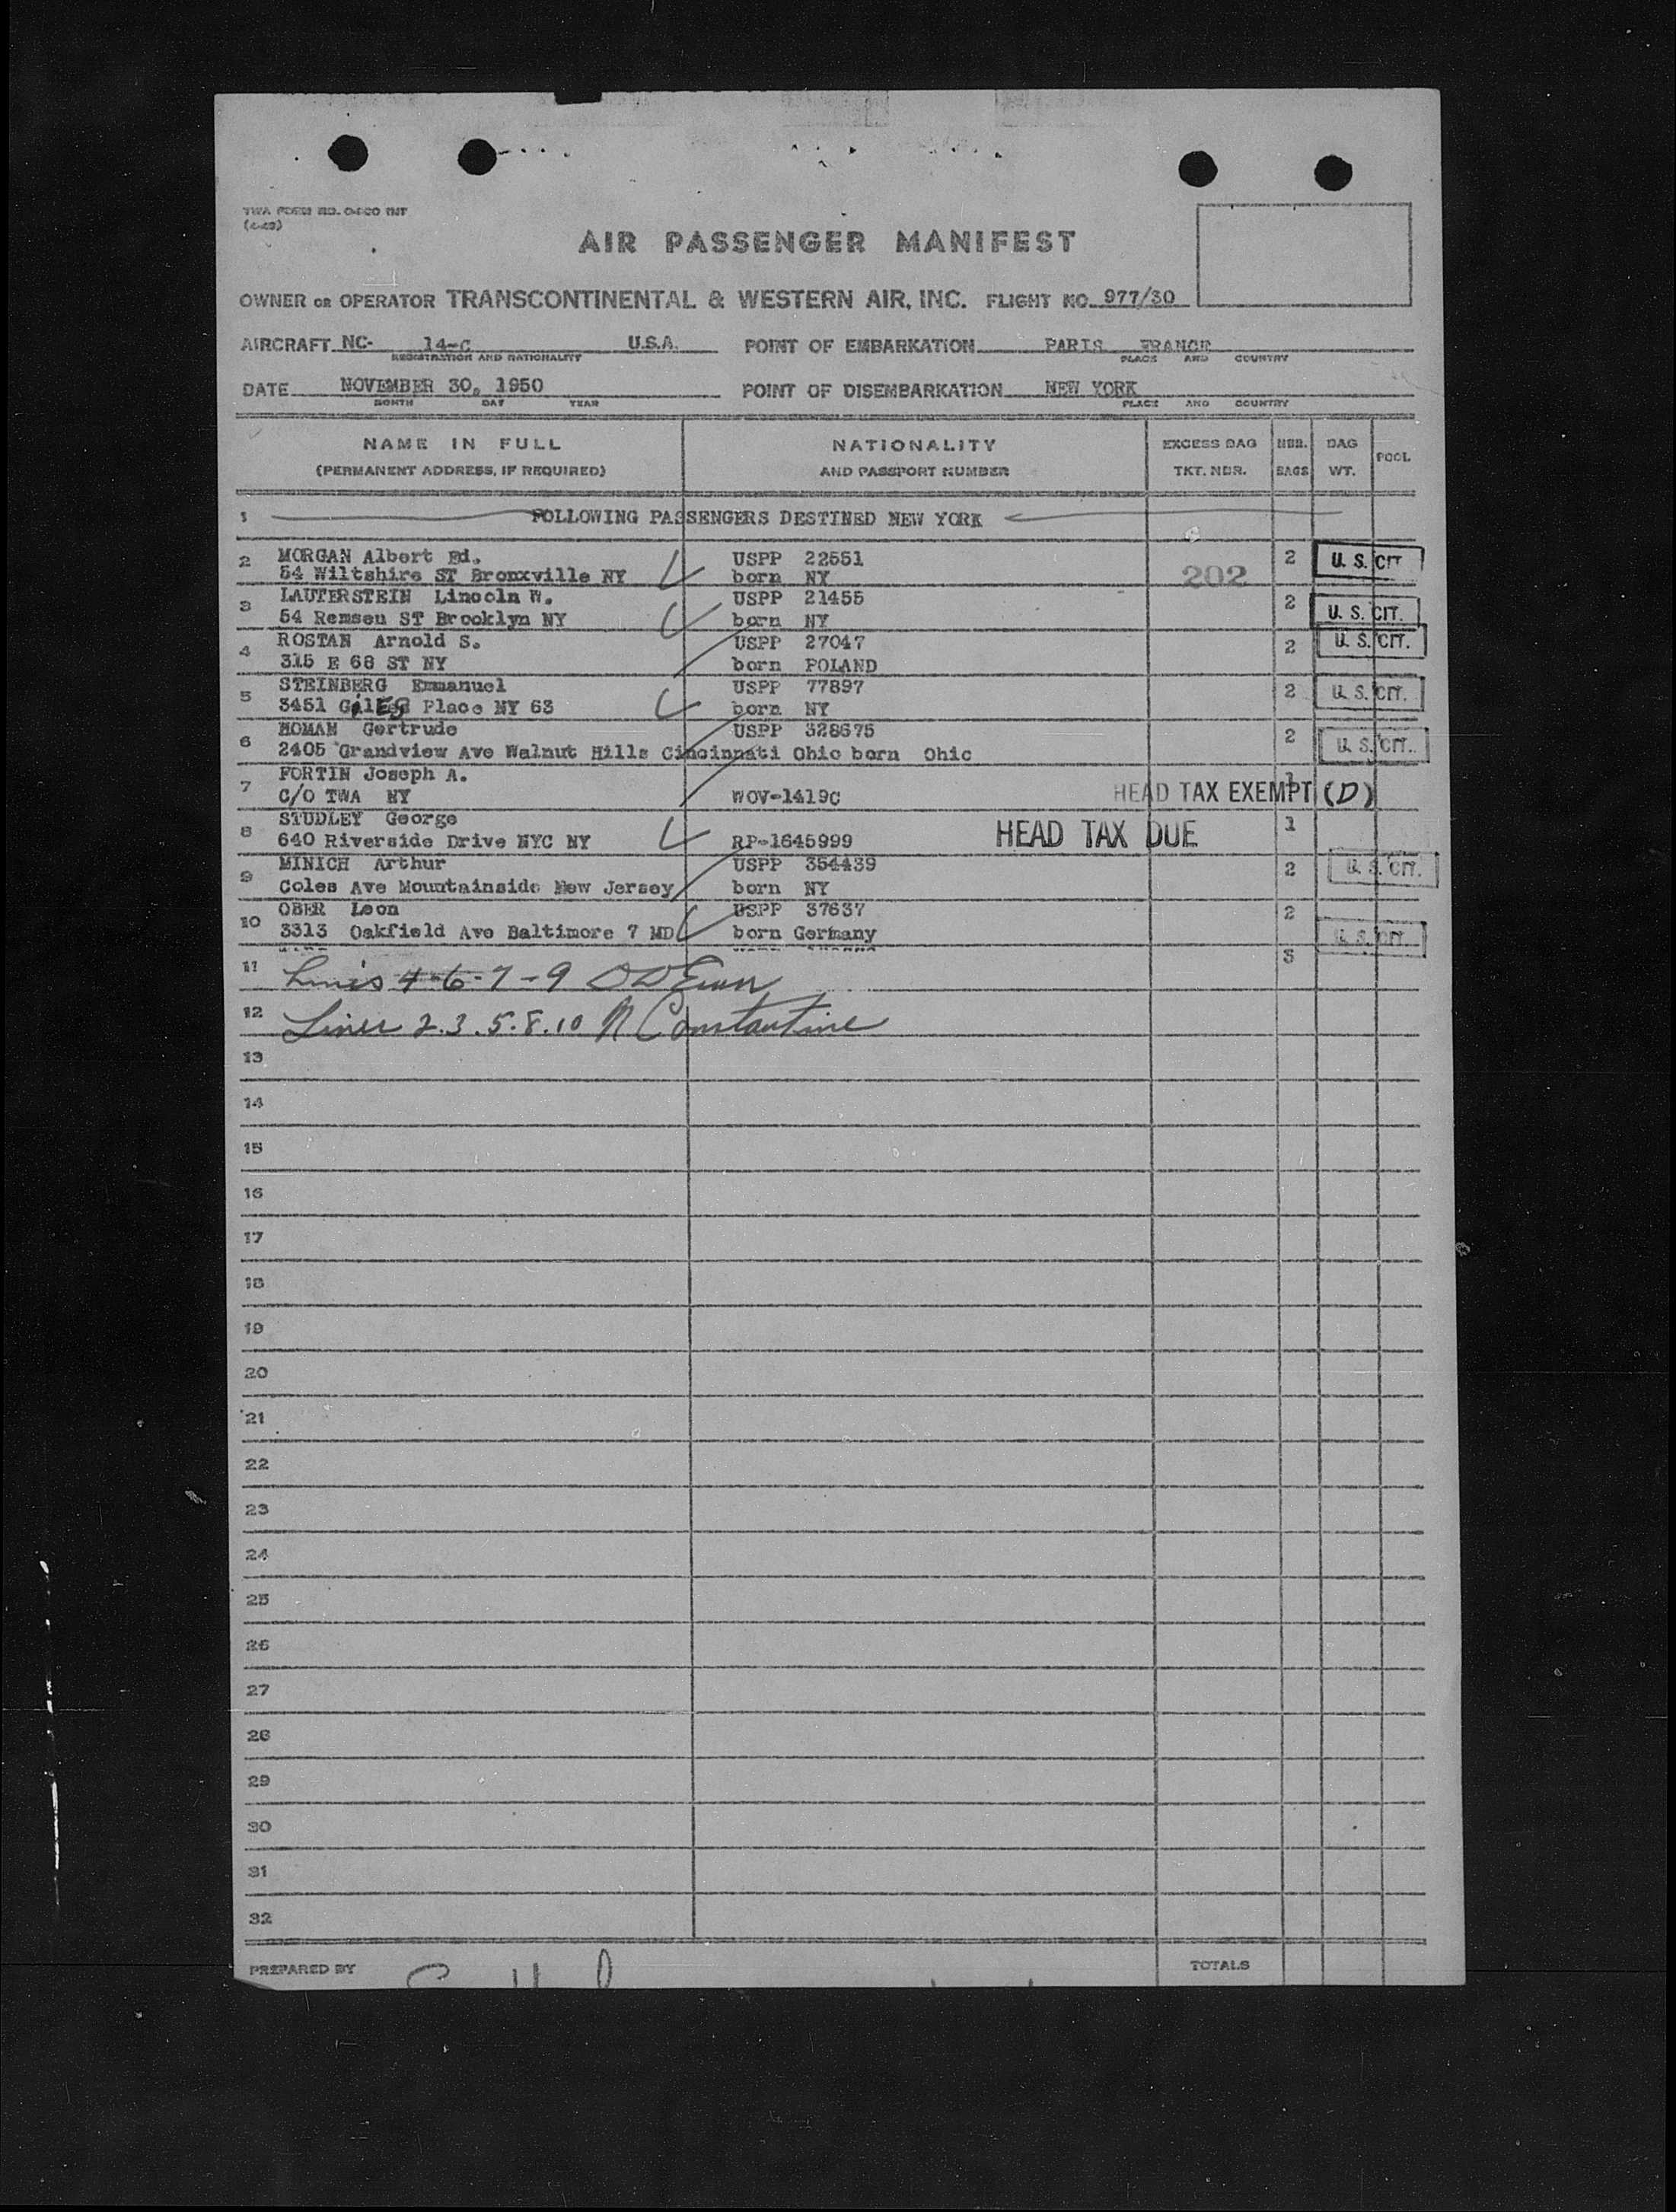 AIR PASSENGER MANIFEST
OWNER OR OPERATOR TRANSCONTINENTAL & WESTERN AIR, INC. FLIGHT NO. 977/30
AIRCRAFT NC- 14-C U.S.A. POINT OF EMBARKATION PARIS FRANCE
REGISTRATION AND NATIONALITY PLACE AND COUNTRY
DATE NOVEMBER 30, 1950 POINT OF DISEMBARKATION NEW YORK
MONTH DAY YEAR PLACE AND COUNTRY
NAME IN FULL NATIONALITY EXCESS BAG NBR. BAG POOL
(PERMANENT ADDRESS, IF REQUIRED) AND PASSPORT NUMBER TKT. NBR. BAGS WT.
1 FOLLOWING PASSENGERS DESTINED NEW YORK
2 MORGAN Albert Ed. USPP 22551 2 U. S. CIT
54 Wiltshire ST Bronxville NY born NY 202
3 LAUTERSTEIN Lincoln W. USPP 21455 2 U. S. CIT.
54 Remsen ST Brooklyn NY born NY
4 ROSTAN Arnold S. USPP 27047 2 U. S. CIT.
315 E 68 ST NY born POLAND
5 STEINBERG Emmanuel USPP 77897 2 U. S. CIT.
3451 GilES Place NY 63 born NY
6 HOMAN Gertrude USPP 328675 2 U. S. CIT.
2405 Grandview Ave Walnut Hills Cincinnati Ohio born Ohio
7 FORTIN Joseph A. 1
C/O TWA NY WOV-1419C HEAD TAX EXEMPT (D)
8 STUDLEY George 1
640 Riverside Drive NYC NY RP-1645999 HEAD TAX DUE
9 MINICH Arthur USPP 354439 2 U. S. CIT.
Coles Ave Mountainside New Jersey born NY
10 OBER Leon USPP 37637 2
3313 Oakfield Ave Baltimore 7 MD born Germany U. S. CIT.
11 Lines 4-6-7-9 3
12 Lines 2.3.5.8.10 N Constantine
13
14
15
16
17
18
19
20
21
22
23
24
25
26
27
28
29
30
31
32
PREPARED BY TOTALS